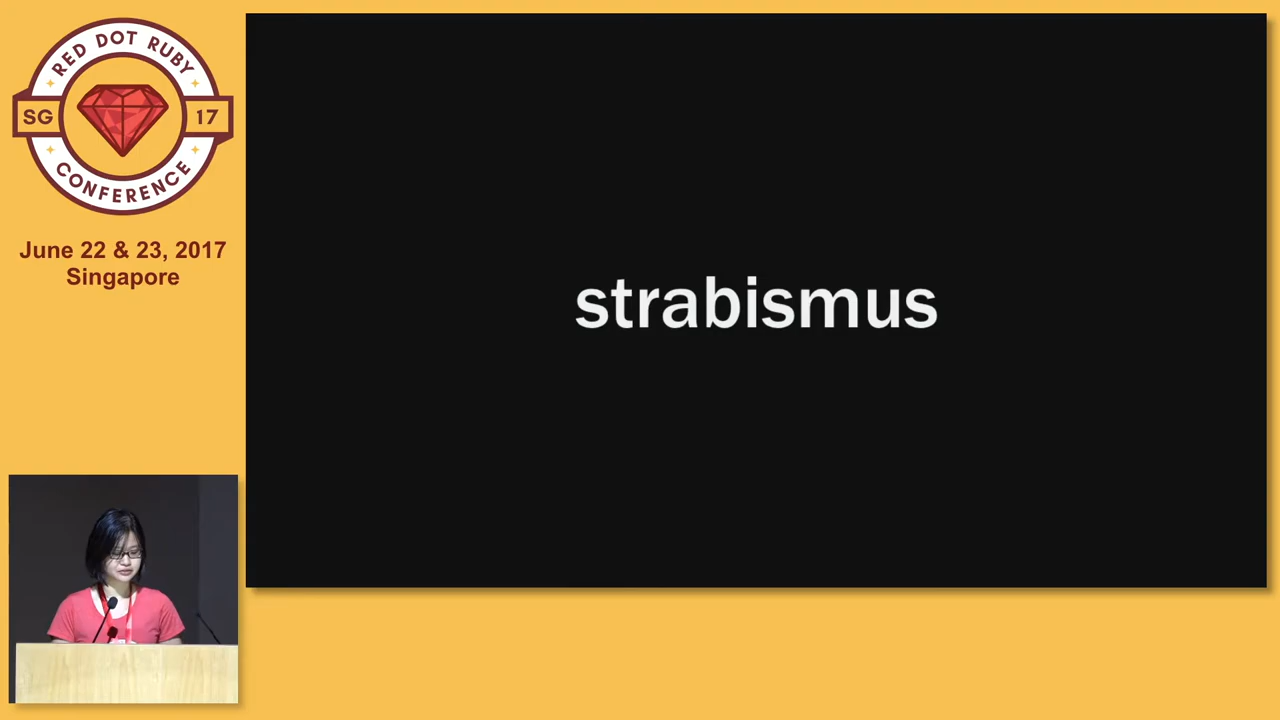 RED DOT RUBY
SG 17
CONFERENCE
June 22 & 23, 2017
Singapore
strabismus